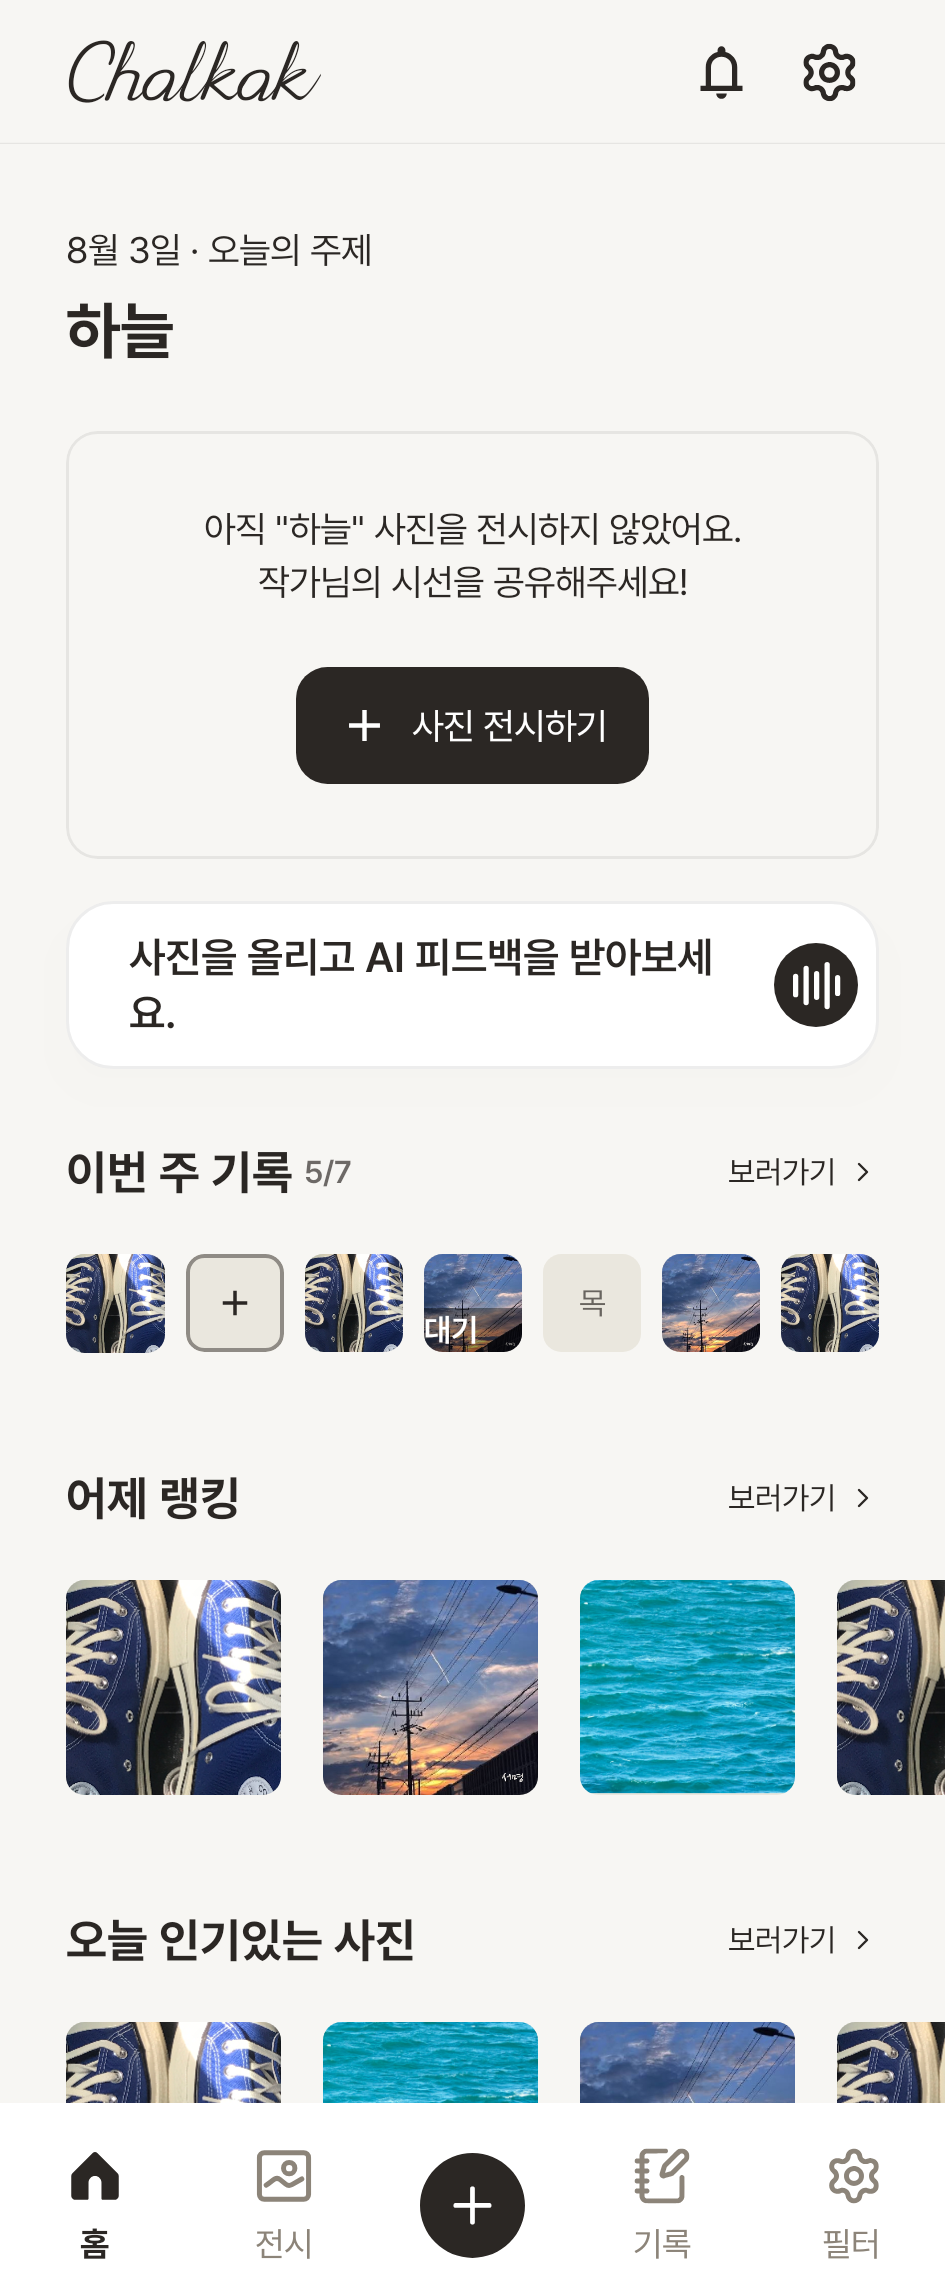 Chalkak
8월 3일 · 오늘의 주제
하늘
아직 "하늘" 사진을 전시하지 않았어요.
작가님의 시선을 공유해주세요!
+ 사진 전시하기
사진을 올리고 AI 피드백을 받아보세
요.
이번 주 기록 5/7
보러가기 >
+
대기
목
어제 랭킹
보러가기 >
세명
오늘 인기있는 사진
보러가기 >
홈
전시
+
기록
필터